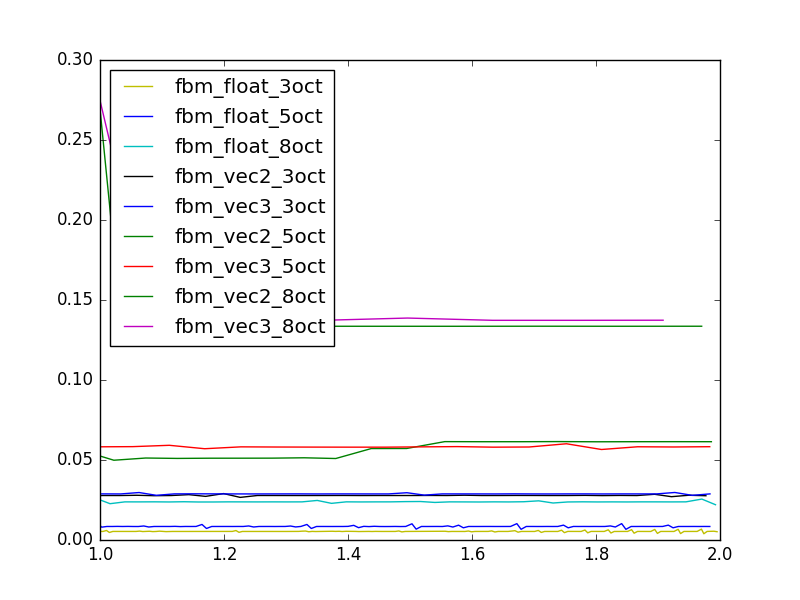 0.30
0.25
0.20
0.15
0.10
0.05
0.00
fbm_float_3oct
fbm_float_5oct
fbm_float_8oct
fbm_vec2_3oct
fbm_vec3_3oct
fbm_vec2_5oct
fbm_vec3_5oct
fbm_vec2_8oct
fbm_vec3_8oct
1.0 1.2 1.4 1.6 1.8 2.0